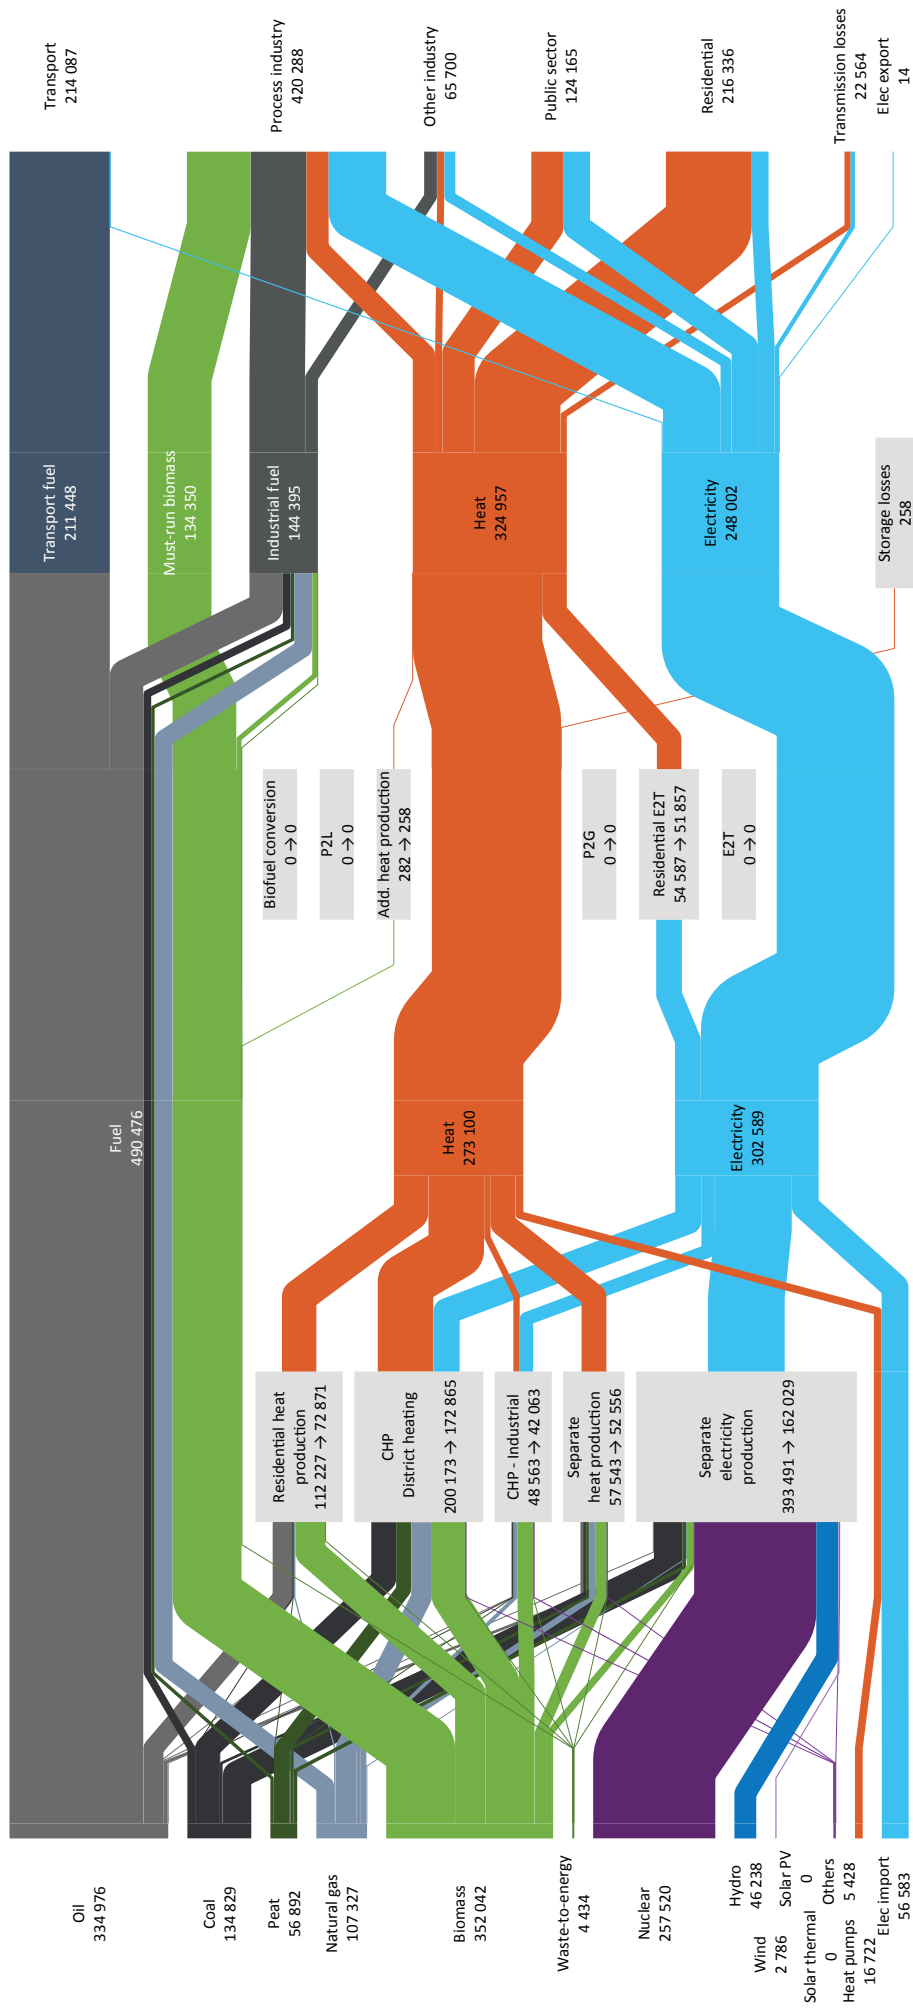 Oil
334 976
Coal
134 829
Peat
56 892
Natural gas
107 327
Biomass
352 042
Waste-to-energy
4 434
Nuclear
257 520
Hydro
46 238
Wind
2 786
Solar PV
0
Solar thermal
0
Others
5 428
Heat pumps
16 722
Elec import
56 583
Residential heat
production
112 227 → 72 871
CHP
District heating
200 173 → 172 865
CHP - Industrial
48 563 → 42 063
Separate
heat production
57 543 → 52 556
Separate
electricity
production
393 491 → 162 029
Fuel
490 476
Heat
273 100
Electricity
302 589
Biofuel conversion
0 → 0
P2L
0 → 0
Add. heat production
282 → 258
P2G
0 → 0
Residential E2T
54 587 → 51 857
E2T
0 → 0
Transport fuel
211 448
Must-run biomass
134 350
Industrial fuel
144 395
Heat
324 957
Electricity
248 002
Storage losses
258
Transport
214 087
Process industry
420 288
Other industry
65 700
Public sector
124 165
Residential
216 336
Transmission losses
22 564
Elec export
14